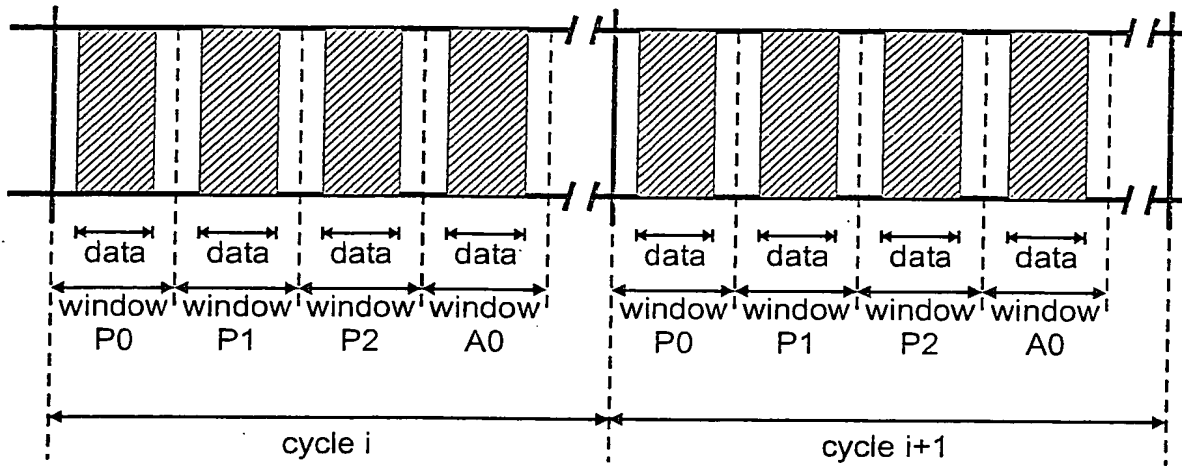 data data data data data data data data
window window window window window window window window
P0 P1 P2 A0 P0 P1 P2 A0
cycle i cycle i+1